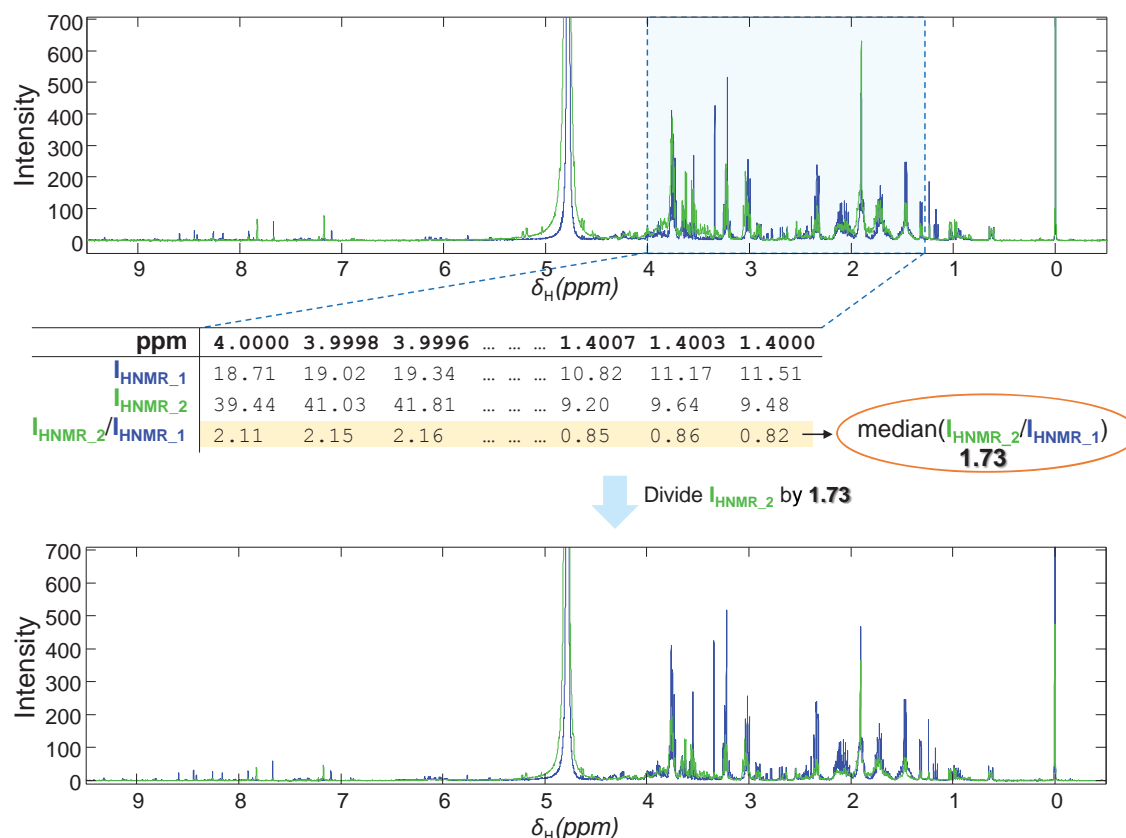 700
600
500
400
300
200
100
0
Intensity
9 8 7 6 5 4 3 2 1 0
δH(ppm)
ppm 4.0000 3.9998 3.9996 … … … 1.4007 1.4003 1.4000
IHNMR_1 18.71 19.02 19.34 … … … 10.82 11.17 11.51
IHNMR_2 39.44 41.03 41.81 … … … 9.20 9.64 9.48
IHNMR_2/IHNMR_1 2.11 2.15 2.16 … … … 0.85 0.86 0.82
median(IHNMR_2/IHNMR_1)
1.73
Divide IHNMR_2 by 1.73
700
600
500
400
300
200
100
0
Intensity
9 8 7 6 5 4 3 2 1 0
δH(ppm)